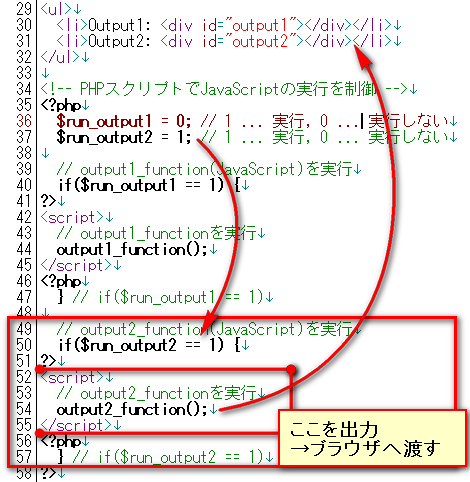 29 <ul>↓
30   <li>Output1: <div id="output1"></div></li>↓
31   <li>Output2: <div id="output2"></div></li>↓
32 </ul>↓
33 ↓
34 <!-- PHPスクリプトでJavaScriptの実行を制御 -->↓
35 <?php↓
36   $run_output1 = 0; // 1 ... 実行, 0 ... 実行しない↓
37   $run_output2 = 1; // 1 ... 実行, 0 ... 実行しない↓
38 ↓
39   // output1_function(JavaScript)を実行↓
40   if($run_output1 == 1) {↓
41 ?>↓
42 <script>↓
43   // output1_functionを実行↓
44   output1_function();↓
45 </script>↓
46 <?php↓
47   } // if($run_output1 == 1)↓
48 ↓
49   // output2_function(JavaScript)を実行↓
50   if($run_output2 == 1) {↓
51 ?>↓
52 <script>↓
53   // output2_functionを実行↓
54   output2_function();↓
55 </script>↓
56 <?php↓
57   } // if($run_output2 == 1)↓
58 ?>↓
ここを出力
→ブラウザへ渡す